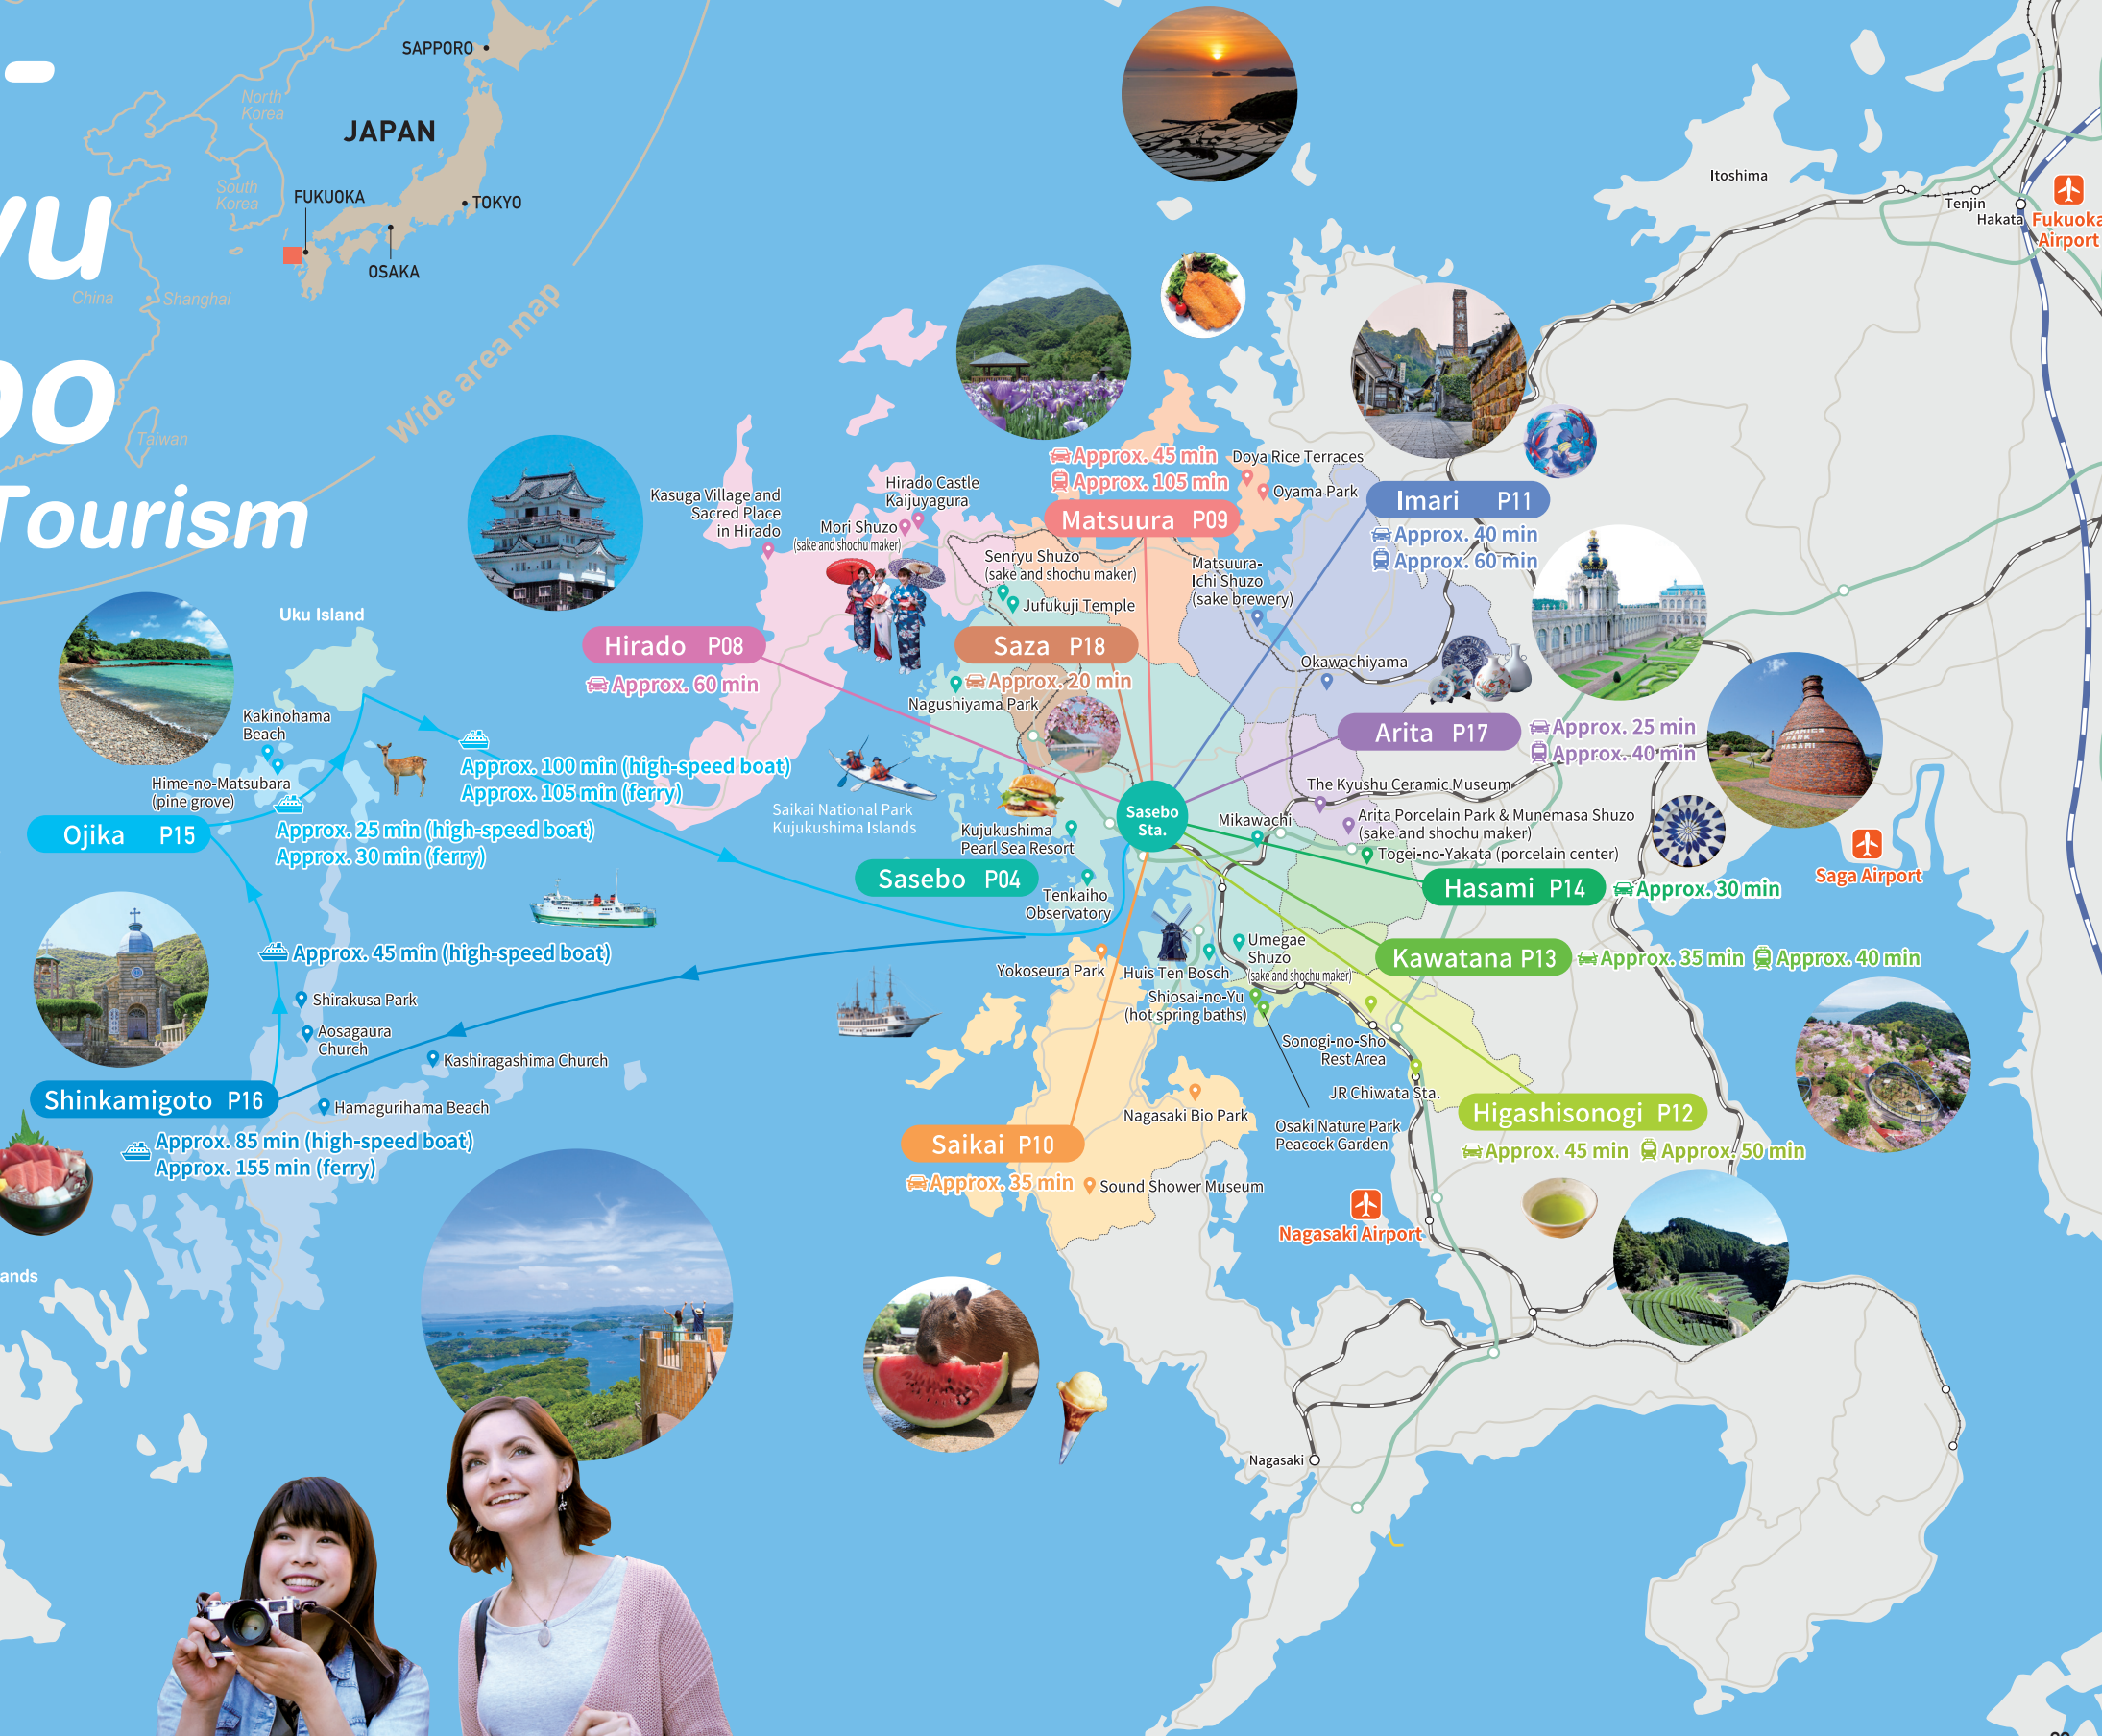 -
yu
oo
Tourism
SAPPORO
North
Korea
JAPAN
South
Korea
FUKUOKA
TOKYO
OSAKA
China
Shanghai
Taiwan
Wide area map
Itoshima
Tenjin
Hakata
Fukuoka
Airport
Doya Rice Terraces
Oyama Park
Approx. 45 min
Approx. 105 min
Matsuura P09
Imari P11
Approx. 40 min
Approx. 60 min
Kasuga Village and
Sacred Place
in Hirado
Hirado Castle
Kaijuyagura
Mori Shuzo
(sake and shochu maker)
Senryu Shuzo
(sake and shochu maker)
Jufukuji Temple
Matsuura-
Ichi Shuzo
(sake brewery)
Okawachiyama
Hirado P08
Approx. 60 min
Saza P18
Approx. 20 min
Nagushiyama Park
Arita P17
Approx. 25 min
Approx. 40 min
The Kyushu Ceramic Museum
Arita Porcelain Park & Munemasa Shuzo
(sake and shochu maker)
Togei-no-Yakata (porcelain center)
Uku Island
Kakinohama
Beach
Hime-no-Matsubara
(pine grove)
Approx. 100 min (high-speed boat)
Approx. 105 min (ferry)
Ojika P15
Approx. 25 min (high-speed boat)
Approx. 30 min (ferry)
Saikai National Park
Kujukushima Islands
Kujukushima
Pearl Sea Resort
Sasebo
Sta.
Mikawachi
Sasebo P04
Tenkaiho
Observatory
Hasami P14
Approx. 30 min
Saga Airport
Kawatana P13
Approx. 35 min
Approx. 40 min
Approx. 45 min (high-speed boat)
Shirakusa Park
Aosagaura
Church
Kashiragashima Church
Shinkamigoto P16
Hamagurihama Beach
Approx. 85 min (high-speed boat)
Approx. 155 min (ferry)
Yokoseura Park
Huis Ten Bosch
Umegae
Shuzo
(sake and shochu maker)
Shiosai-no-Yu
(hot spring baths)
Sonogi-no-Sho
Rest Area
JR Chiwata Sta.
Osaki Nature Park
Peacock Garden
Nagasaki Bio Park
Higashisonogi P12
Approx. 45 min
Approx. 50 min
Saikai P10
Approx. 35 min
Sound Shower Museum
Nagasaki Airport
ands
Nagasaki